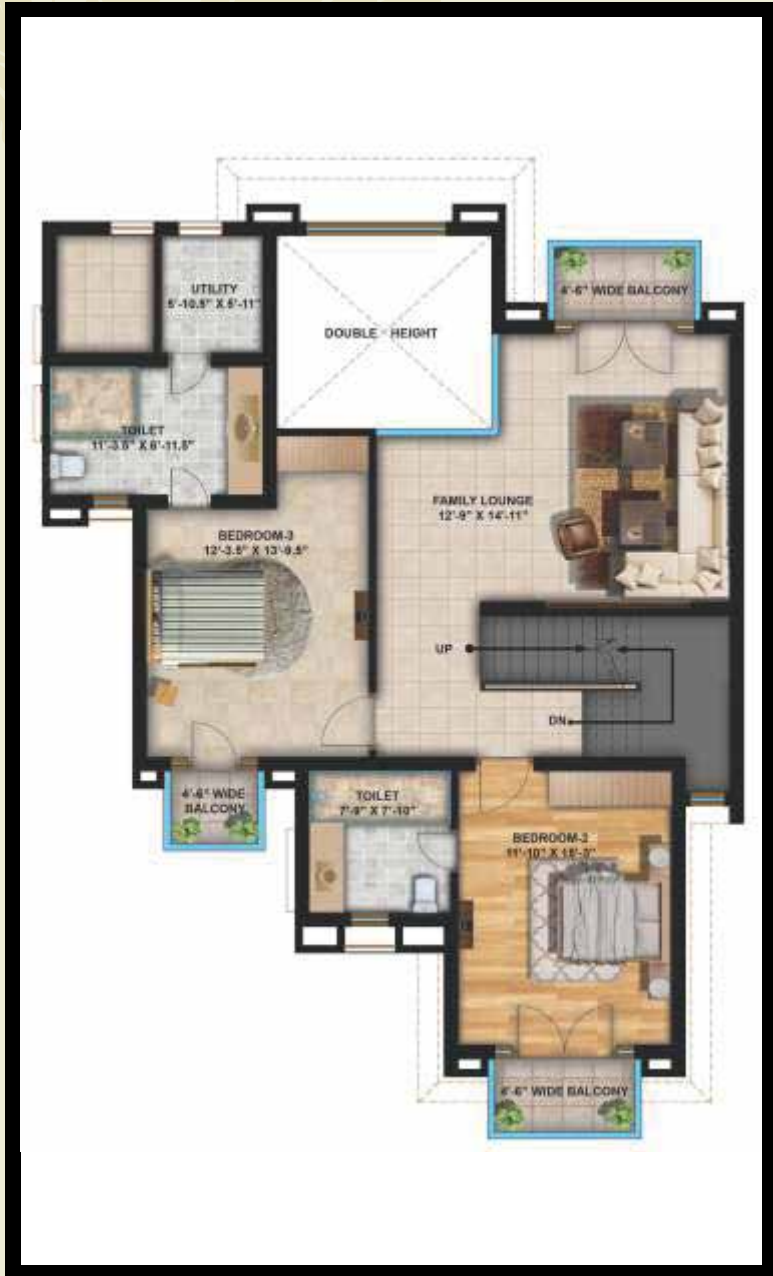 UTILITY
5'-10.5" X 5'-11"
4'-6" WIDE BALCONY
DOUBLE - HEIGHT
TOILET
11'-3.5" X 6'-11.5"
FAMILY LOUNGE
12'-9" X 14'-11"
BEDROOM-3
12'-3.5" X 13'-9.5"
UP
DN
4'-6" WIDE
BALCONY
TOILET
7'-9" X 7'-10"
BEDROOM-2
4'-6" WIDE BALCONY